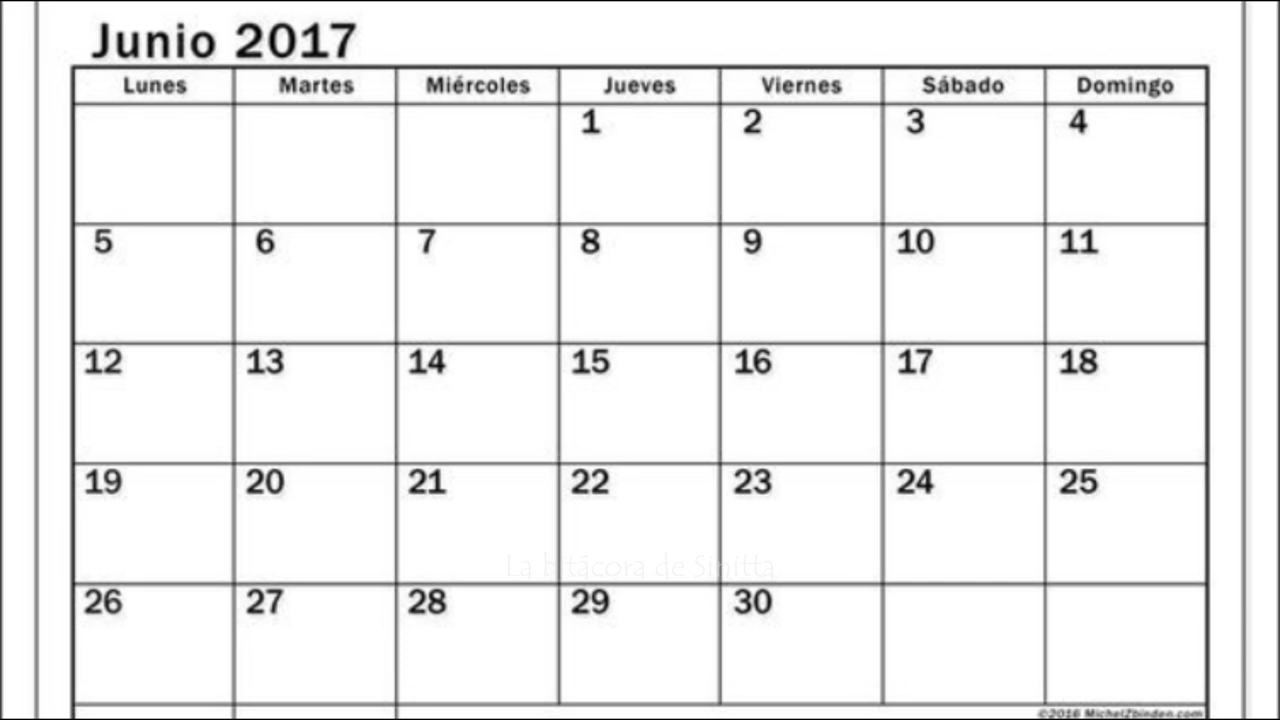 Junio 2017
Lunes Martes Miércoles Jueves Viernes Sábado Domingo
1 2 3 4
5 6 7 8 9 10 11
12 13 14 15 16 17 18
19 20 21 22 23 24 25
La bitácora de Sinitta
26 27 28 29 30
©2016 MichelZbinden.com